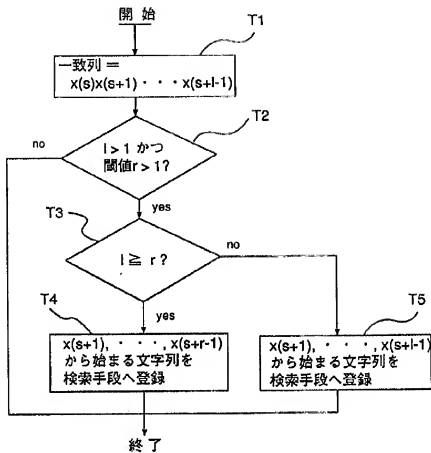 開始
T1
一致列 =
x(s)x(s+1)・・・x(s+l-1)
T2
no
l > 1 かつ
閾値r > 1?
yes
T3
no
l ≧ r ?
yes
T4
T5
x(s+1), ・・・, x(s+r-1)
から始まる文字列を
検索手段へ登録
x(s+1), ・・・, x(s+l-1)
から始まる文字列を
検索手段へ登録
終了